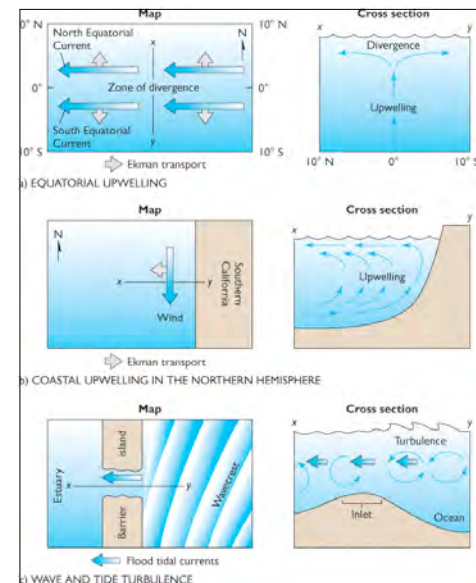 Map
Cross section
0° N
10° N
North Equatorial
Current
x
N
0°
Zone of divergence
0°
South Equatorial
Current
y
10° S
10° S
Ekman transport
x
y
Divergence
Upwelling
10° N
0°
10° S
a) EQUATORIAL UPWELLING
Map
Cross section
N
x
y
Wind
Southern
California
Ekman transport
x
y
Upwelling
b) COASTAL UPWELLING IN THE NORTHERN HEMISPHERE
Map
Cross section
Estuary
island
Barrier
x
y
Wavecrest
Flood tidal currents
x
y
Turbulence
Inlet
Ocean
c) WAVE AND TIDE TURBULENCE